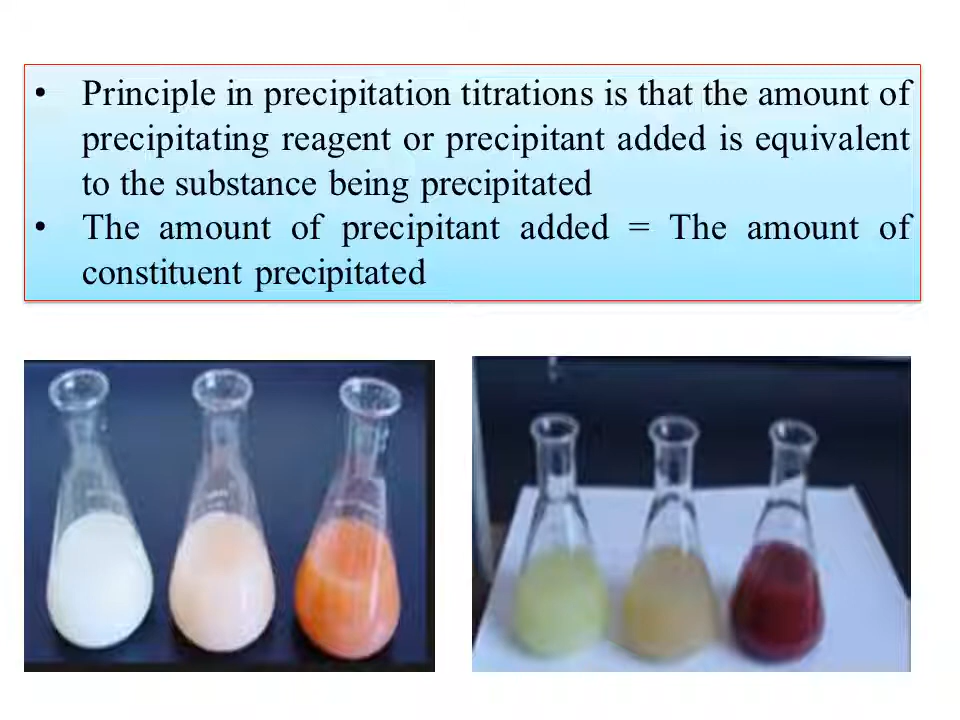 • Principle in precipitation titrations is that the amount of
precipitating reagent or precipitant added is equivalent
to the substance being precipitated
• The amount of precipitant added = The amount of
constituent precipitated